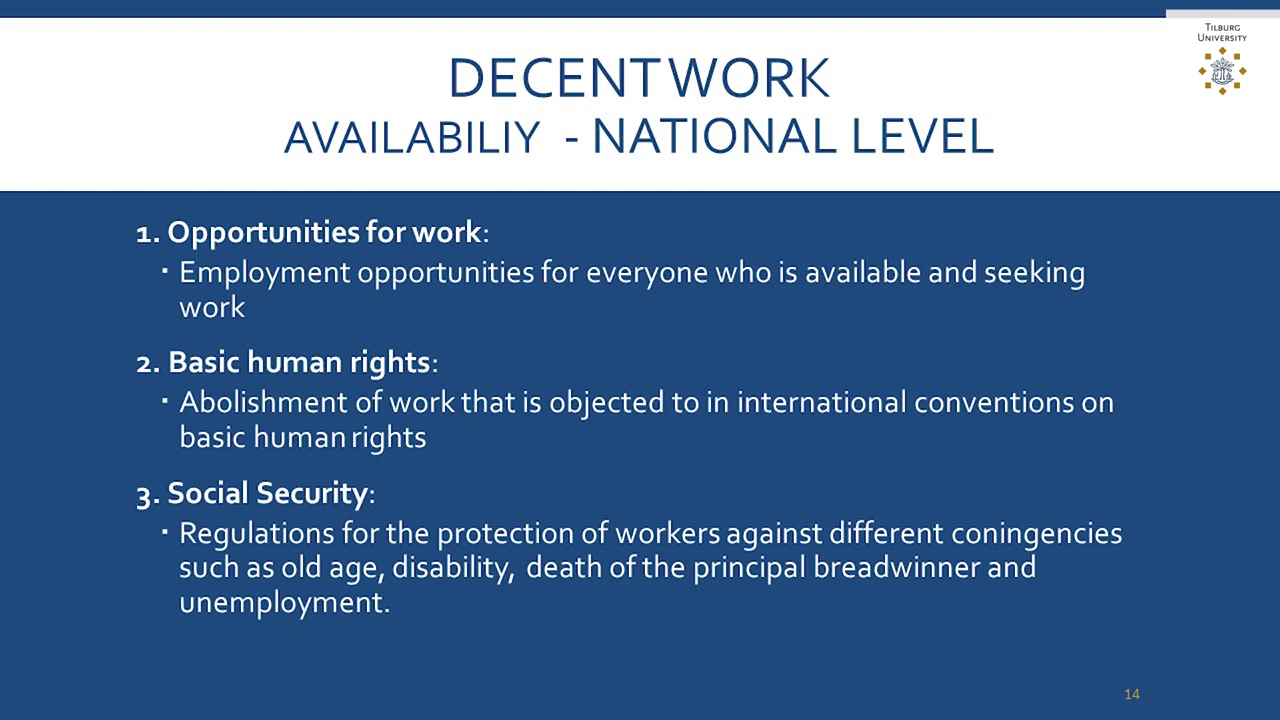 TILBURG
UNIVERSITY
DECENT WORK
AVAILABILIY - NATIONAL LEVEL
1. Opportunities for work:
▪ Employment opportunities for everyone who is available and seeking
work
2. Basic human rights:
▪ Abolishment of work that is objected to in international conventions on
basic human rights
3. Social Security:
▪ Regulations for the protection of workers against different coningencies
such as old age, disability, death of the principal breadwinner and
unemployment.
14